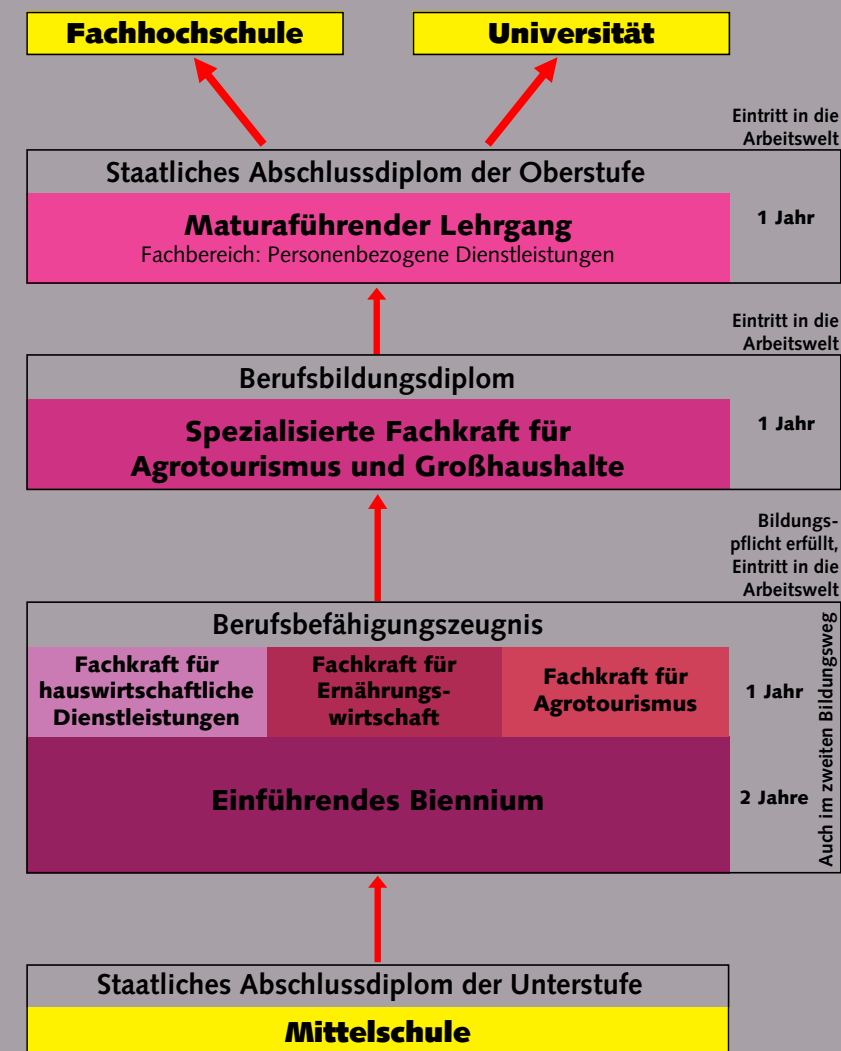 Fachhochschule
Universität
Eintritt in die
Arbeitswelt
Staatliches Abschlussdiplom der Oberstufe
Maturaführender Lehrgang
Fachbereich: Personenbezogene Dienstleistungen
1 Jahr
Eintritt in die
Arbeitswelt
Berufsbildungsdiplom
Spezialisierte Fachkraft für
Agrotourismus und Großhaushalte
1 Jahr
Bildungs-
pflicht erfüllt,
Eintritt in die
Arbeitswelt
Berufsbefähigungszeugnis
Fachkraft für
hauswirtschaftliche
Dienstleistungen
Fachkraft für
Ernährungs-
wirtschaft
Fachkraft für
Agrotourismus
1 Jahr
Einführendes Biennium
2 Jahre
Auch im zweiten Bildungsweg
Staatliches Abschlussdiplom der Unterstufe
Mittelschule